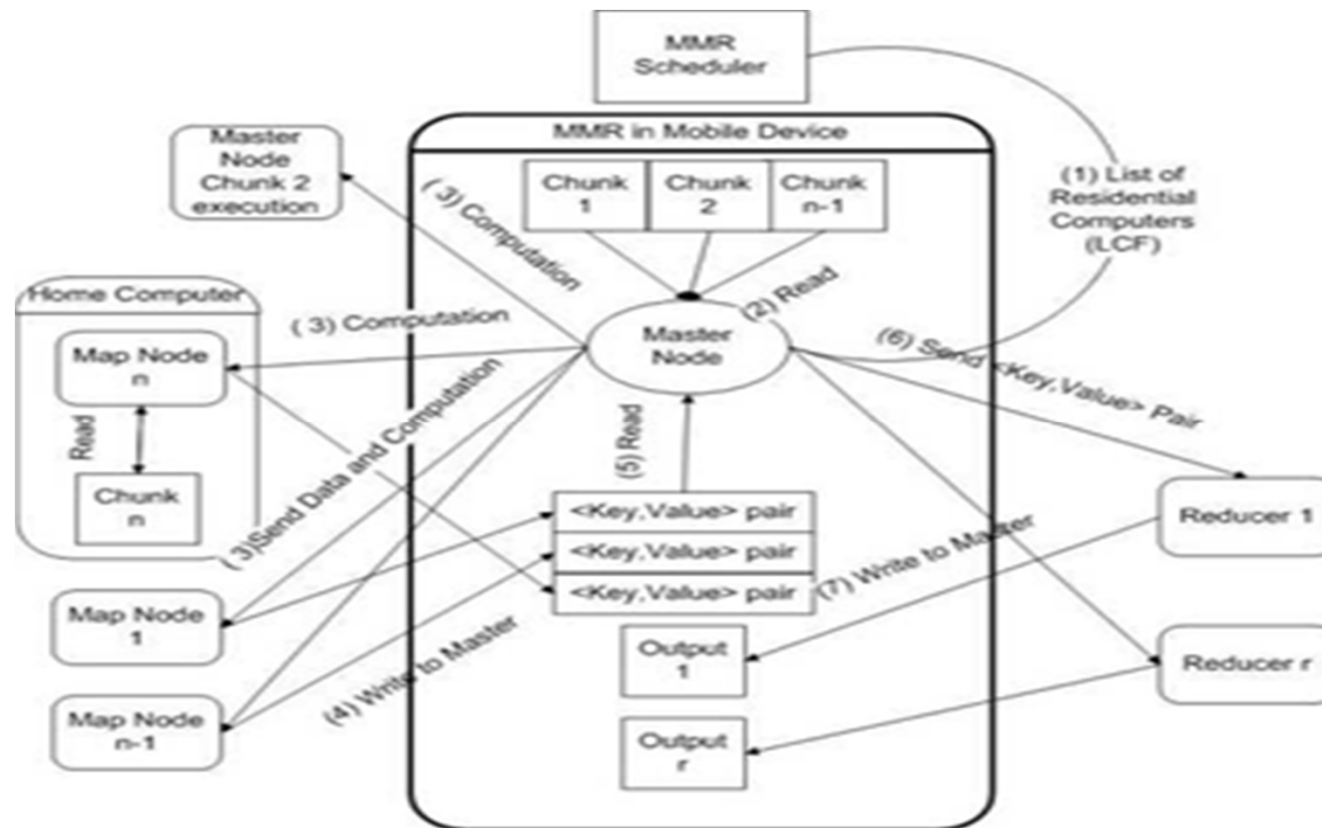 MMR
Scheduler
MMR in Mobile Device
Master
Node
Chunk 2
execution
Chunk
1
Chunk
2
Chunk
n-1
(1) List of
Residential
Computers
(LCF)
( 3) Computation
(2) Read
Home Computer
( 3) Computation
Master
Node
(6) Send <Key,Value> Pair
Map Node
n
Read
Chunk
n
( 3)Send Data and Computation
(5) Read
<Key,Value> pair
<Key,Value> pair
<Key,Value> pair
Reducer 1
(7) Write to Master
Map Node
1
(4) Write to Master
Output
1
Reducer r
Map Node
n-1
Output
r